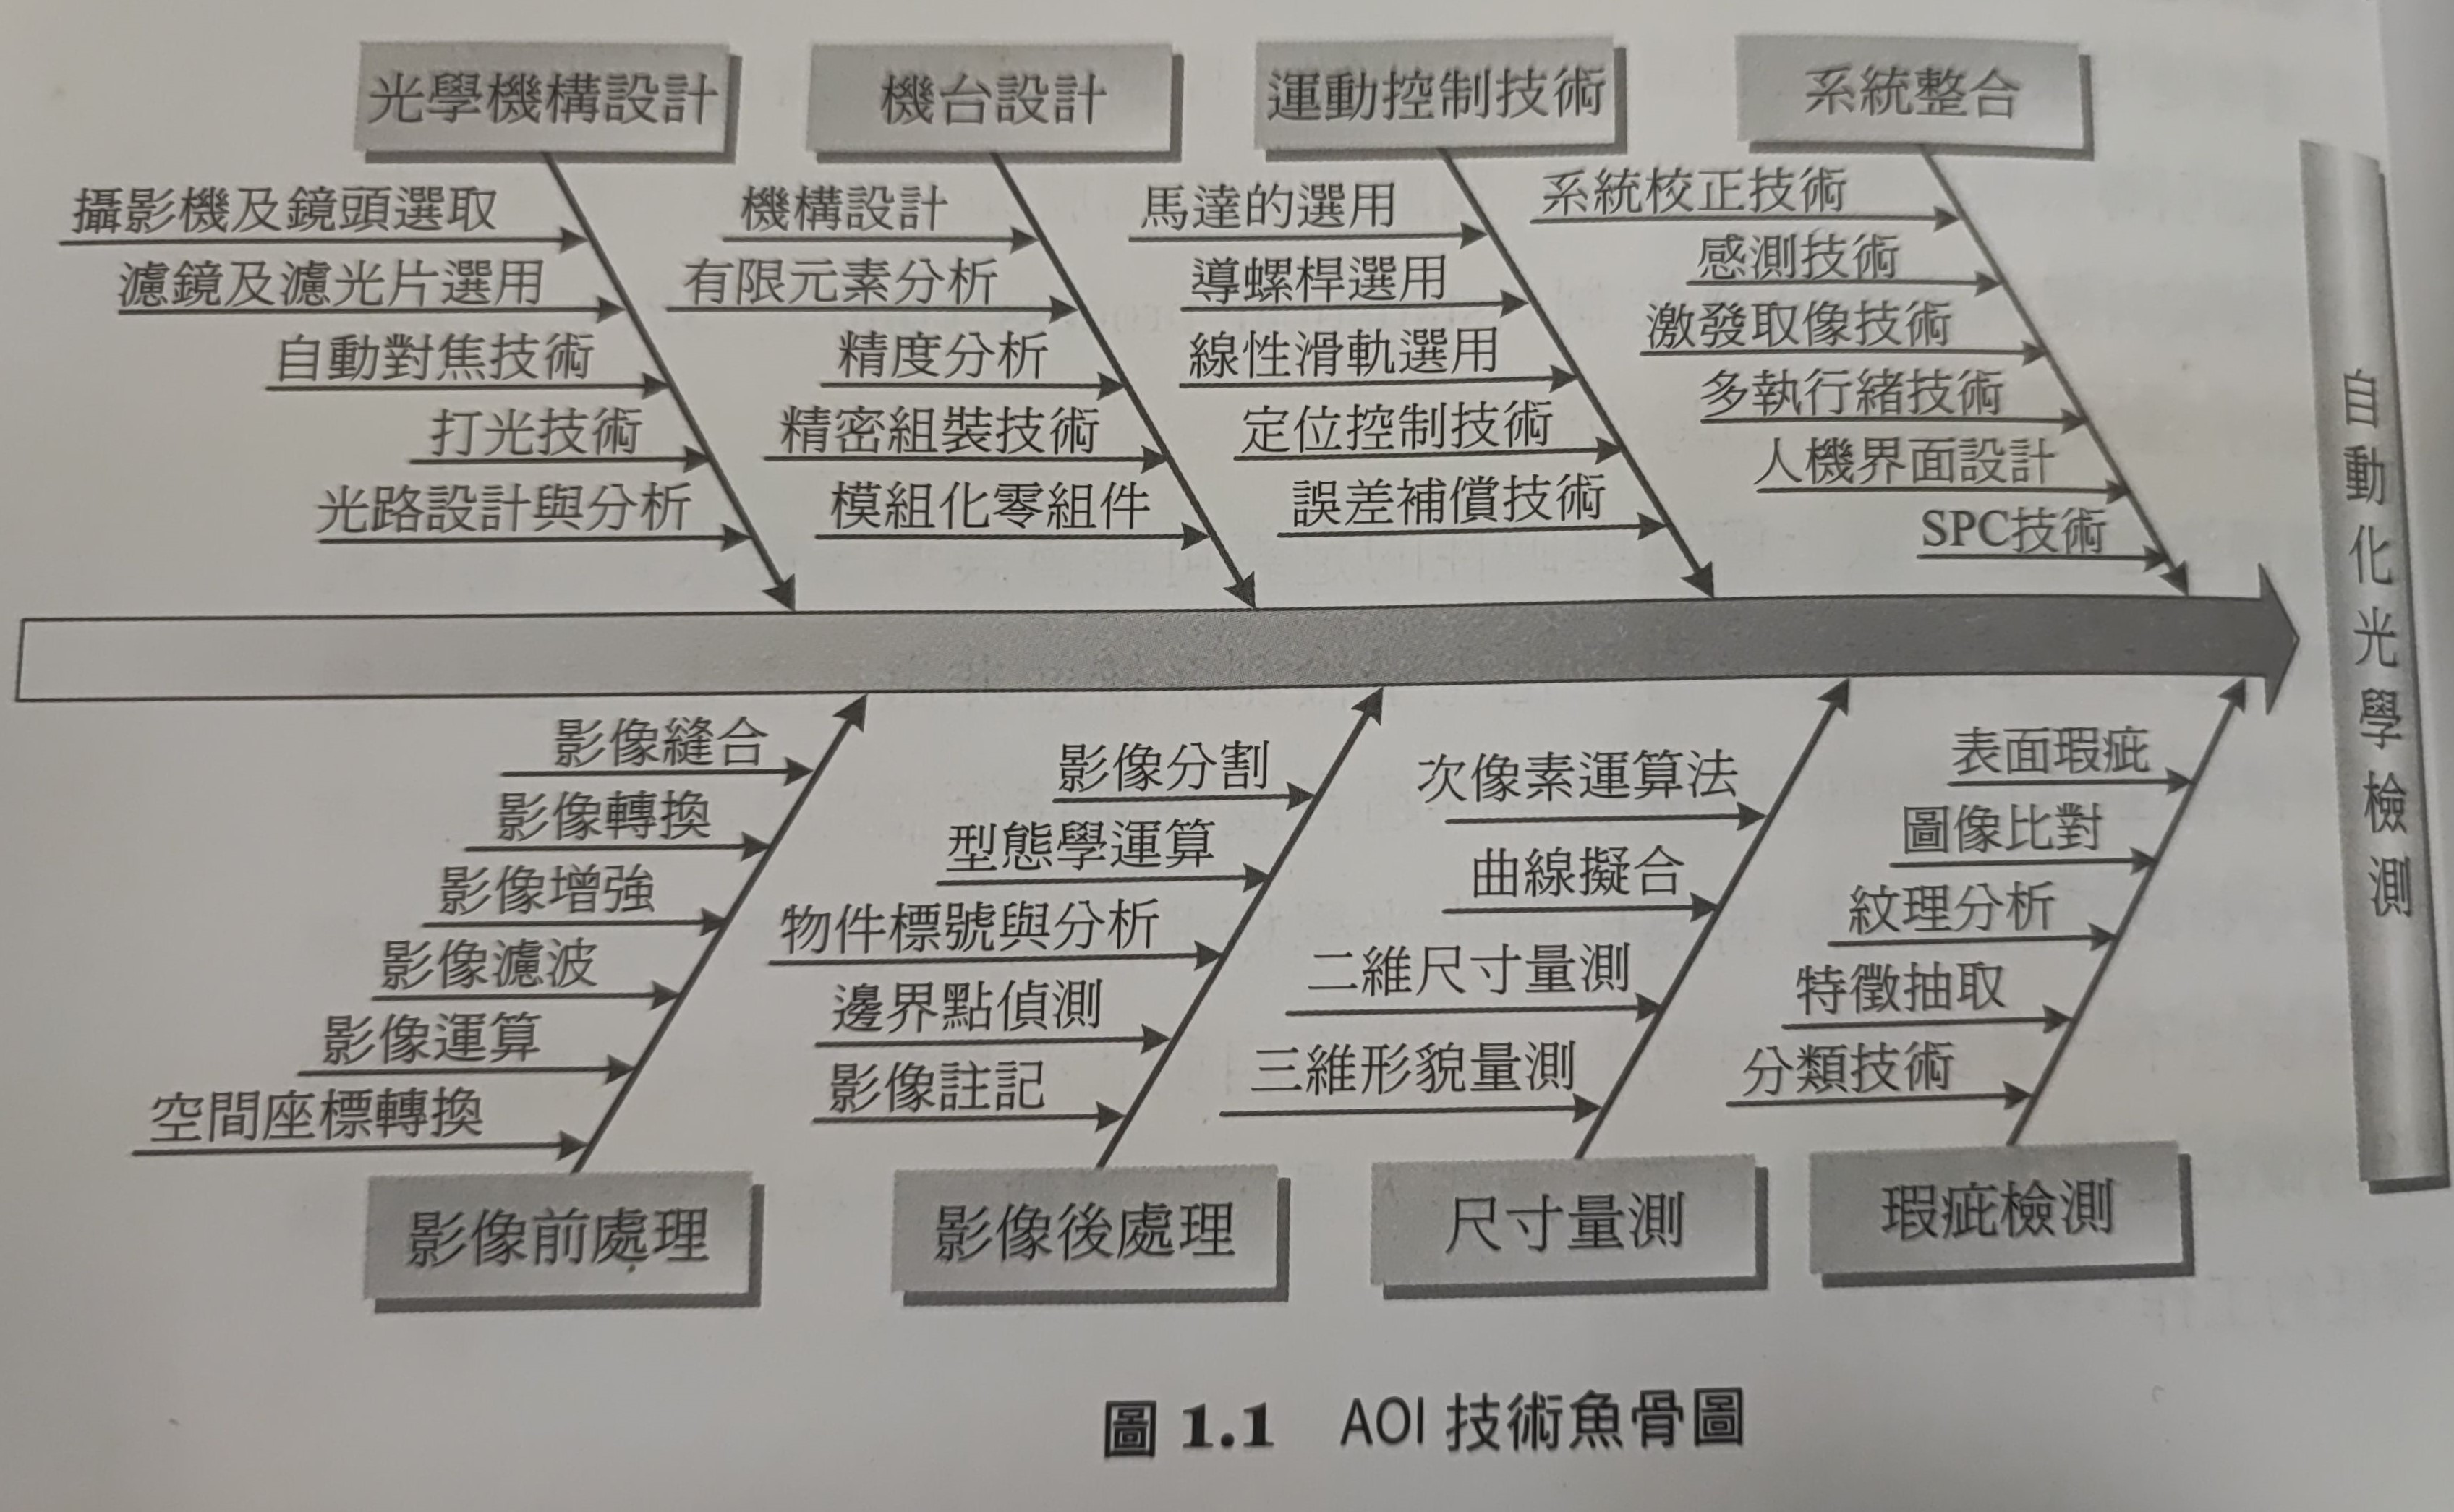 光學機構設計
攝影機及鏡頭選取
濾鏡及濾光片選用
自動對焦技術
打光技術
光路設計與分析
機台設計
機構設計
有限元素分析
精度分析
精密組裝技術
模組化零組件
運動控制技術
馬達的選用
導螺桿選用
線性滑軌選用
定位控制技術
誤差補償技術
系統整合
系統校正技術
感測技術
激發取像技術
多執行緒技術
人機界面設計
SPC技術
自動化光學檢測
影像縫合
影像轉換
影像增強
影像濾波
影像運算
空間座標轉換
影像前處理
影像分割
型態學運算
物件標號與分析
邊界點偵測
影像註記
影像後處理
次像素運算法
曲線擬合
二維尺寸量測
三維形貌量測
尺寸量測
表面瑕疵
圖像比對
紋理分析
特徵抽取
分類技術
瑕疵檢測
圖 1.1 AOI 技術魚骨圖